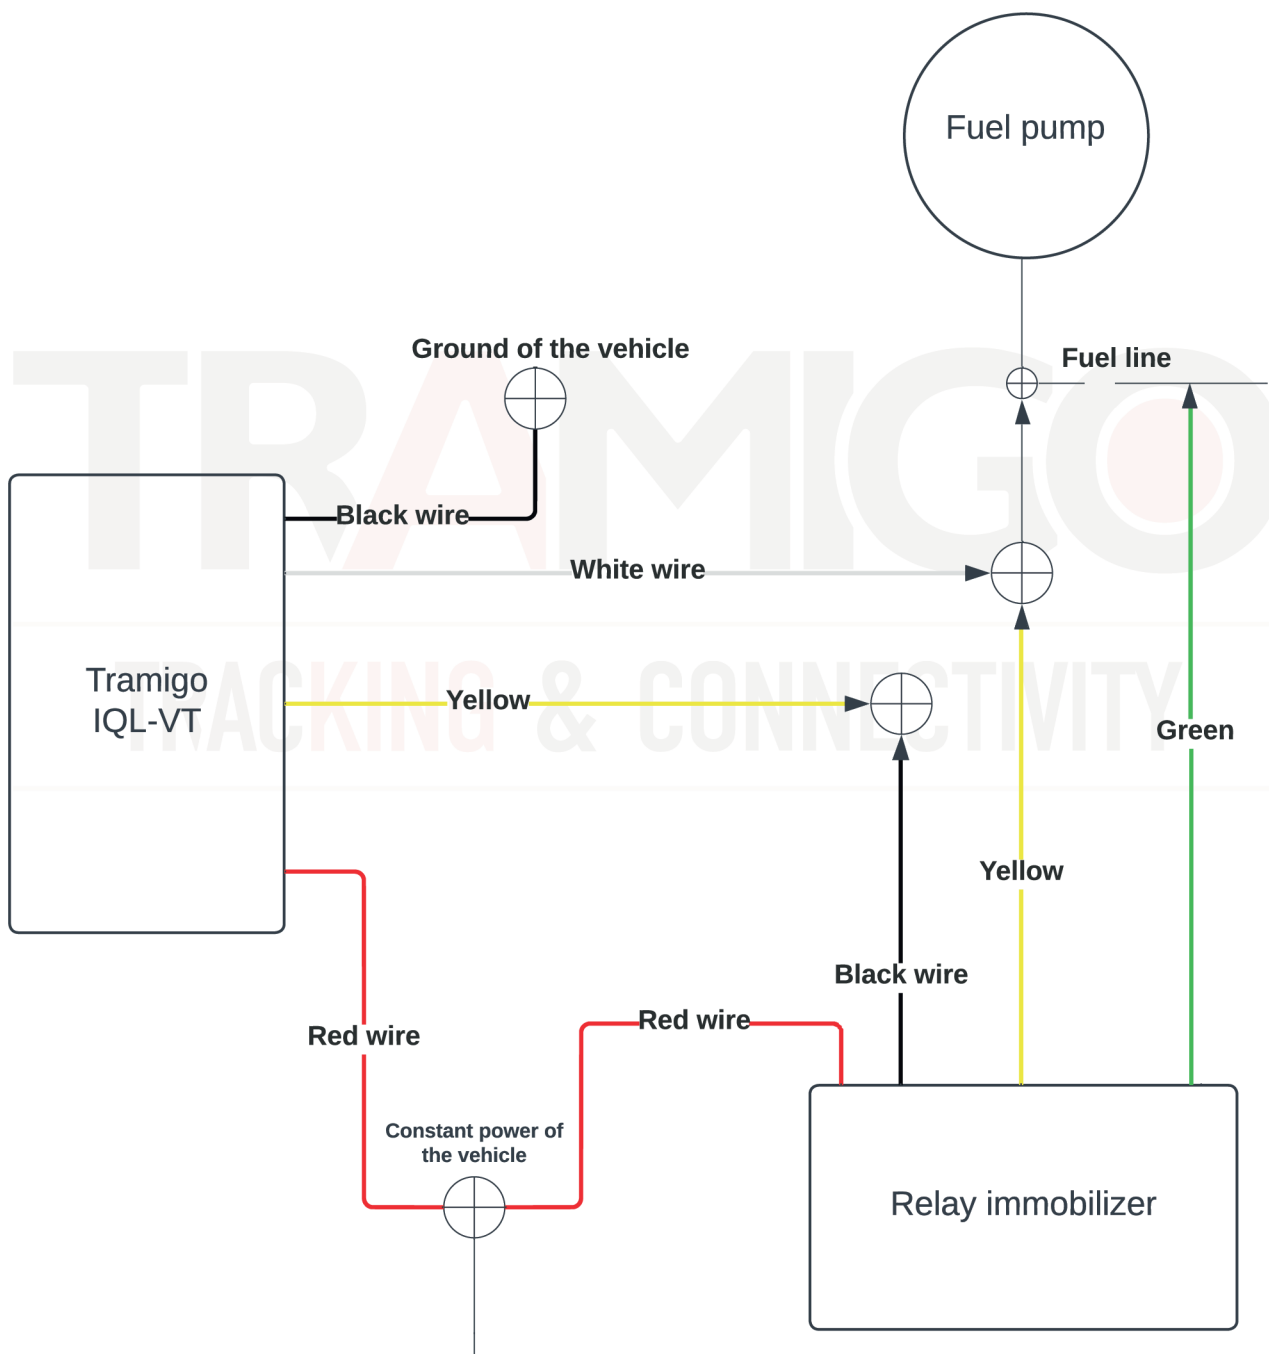 Fuel pump
Fuel line
Ground of the vehicle
TRAMIGO
Black wire
White wire
Tramigo
IQL-VT
Yellow
TRACKING & CONNECTIVITY
Green
Yellow
Black wire
Red wire
Red wire
Constant power of
the vehicle
Relay immobilizer